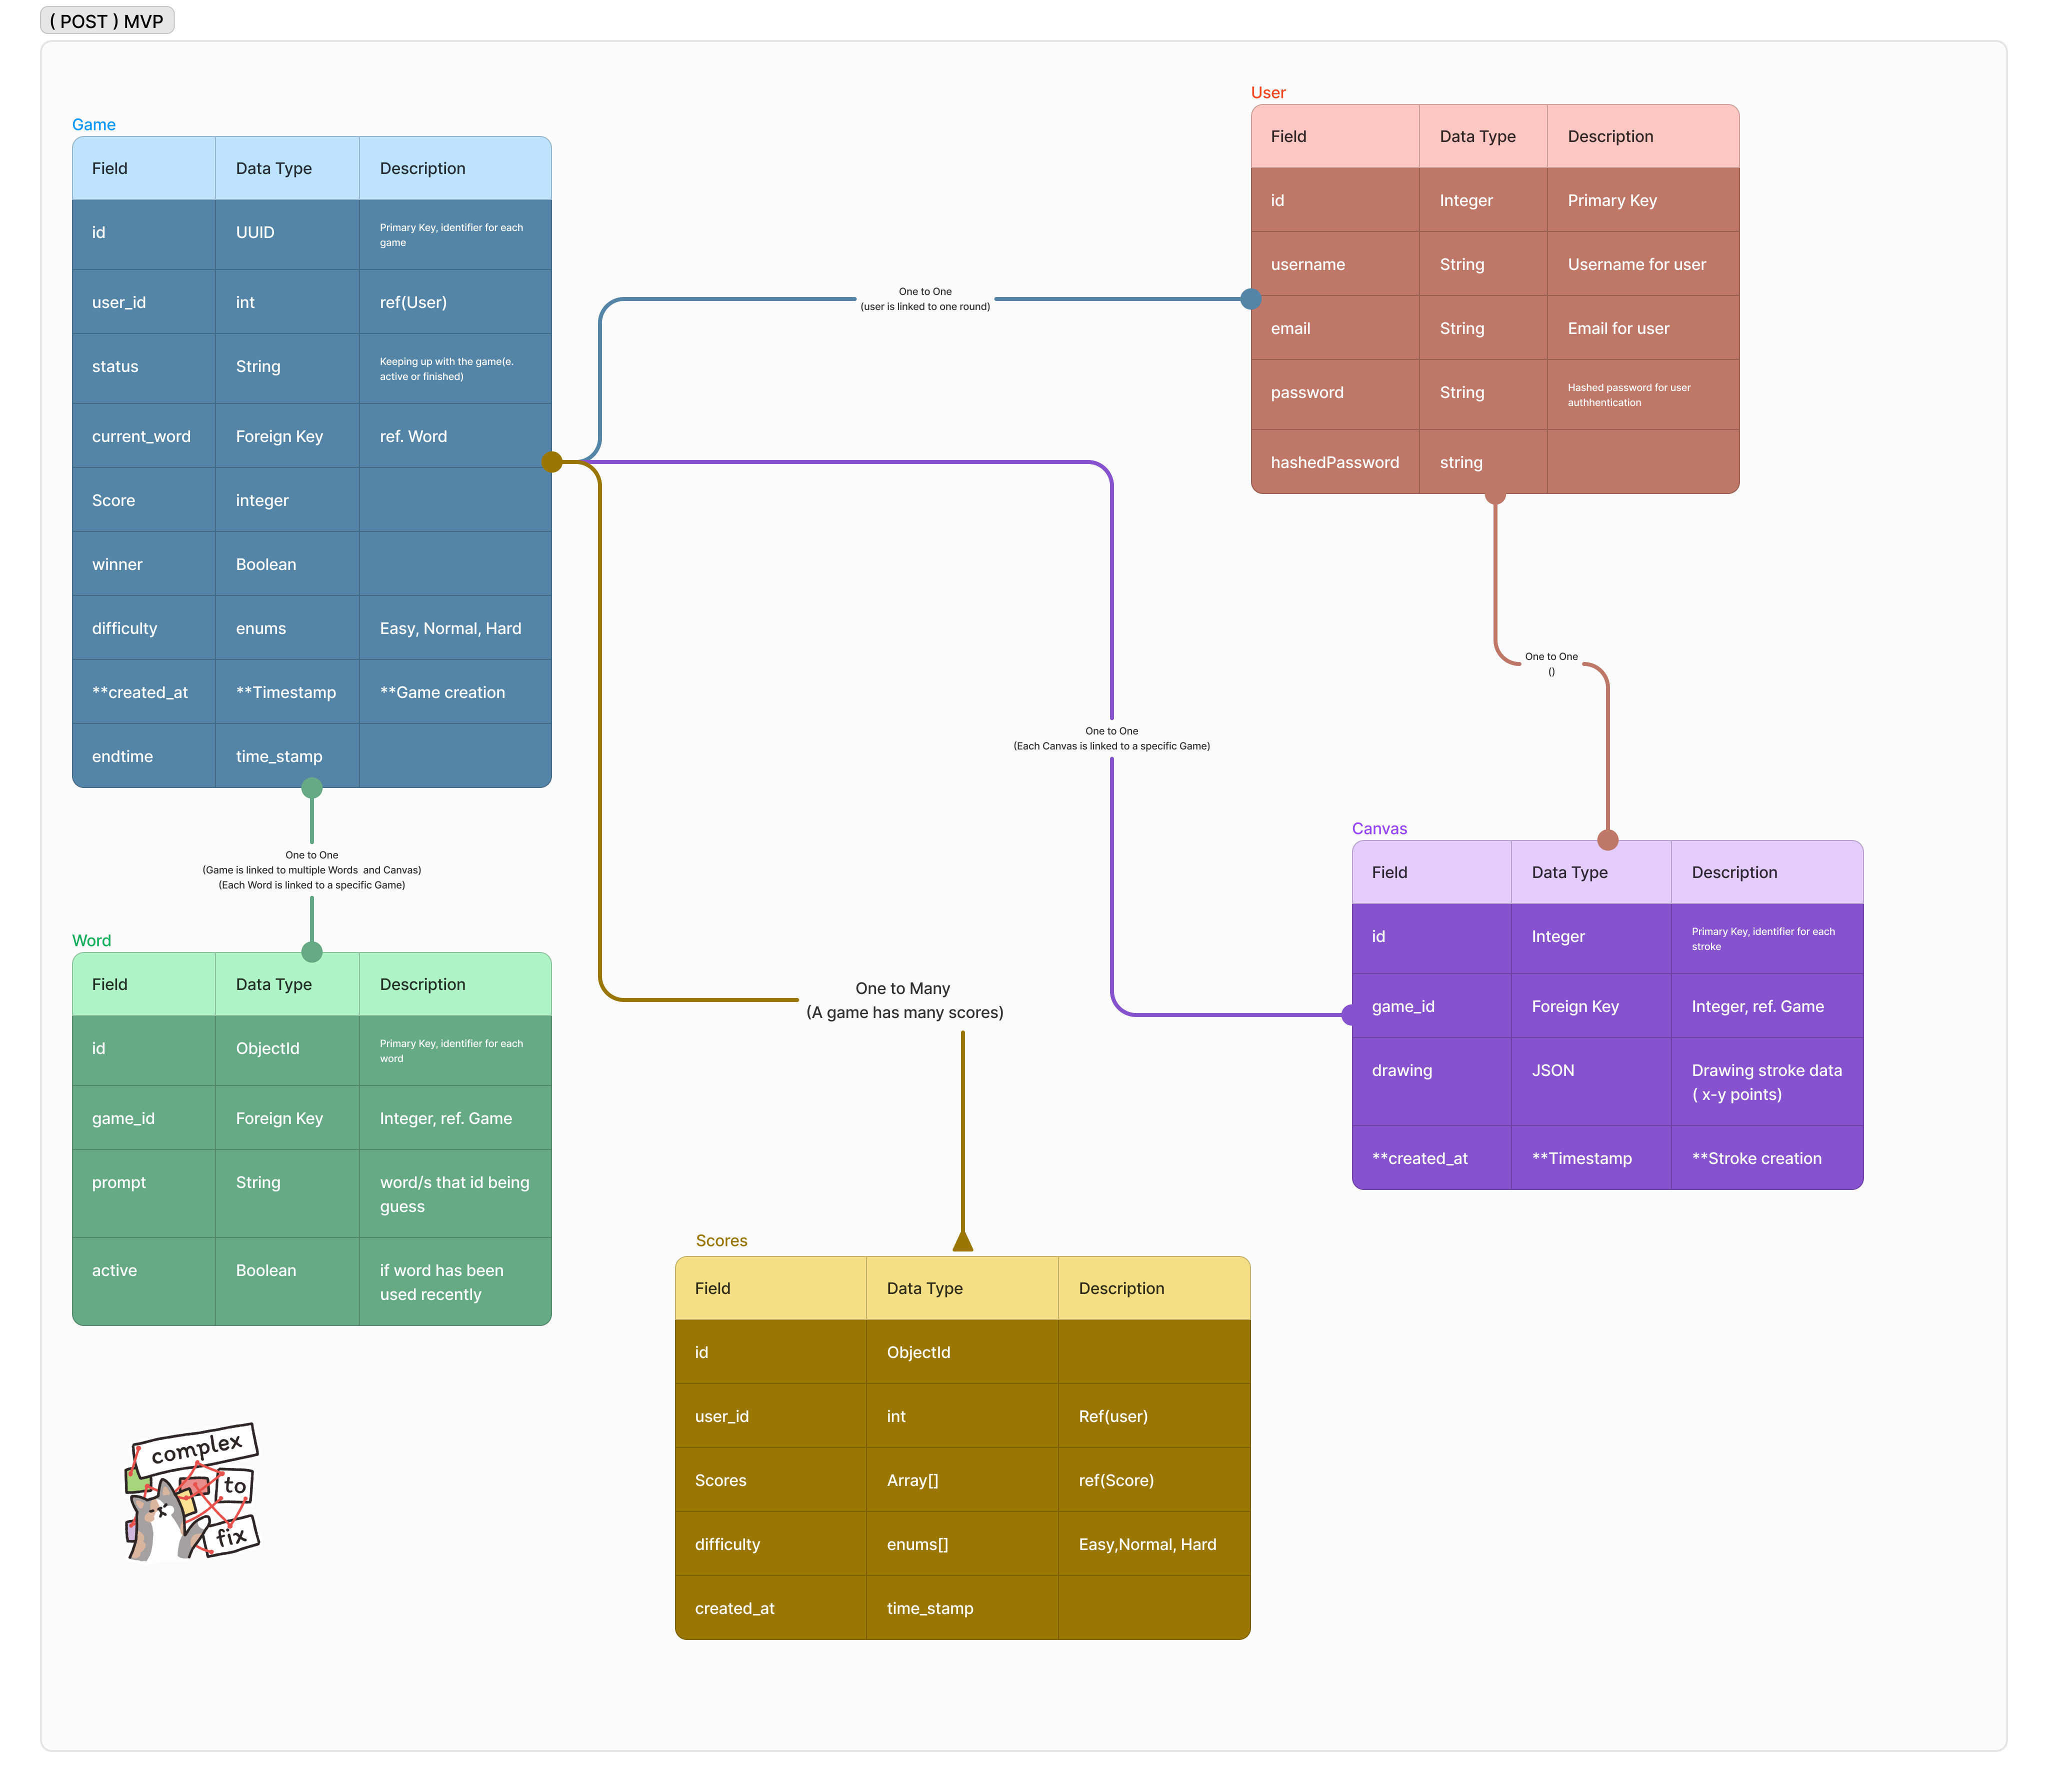 ( POST ) MVP
Game
Field Data Type Description
id UUID Primary Key, identifier for each
game
user_id int ref(User)
status String Keeping up with the game(e.
active or finished)
current_word Foreign Key ref. Word
Score integer
winner Boolean
difficulty enums Easy, Normal, Hard
**created_at **Timestamp **Game creation
endtime time_stamp
One to One
(user is linked to one round)
User
Field Data Type Description
id Integer Primary Key
username String Username for user
email String Email for user
password String Hashed password for user
authhentication
hashedPassword string
One to One
()
One to One
(Each Canvas is linked to a specific Game)
One to One
(Game is linked to multiple Words  and Canvas)
(Each Word is linked to a specific Game)
Word
Field Data Type Description
id ObjectId Primary Key, identifier for each
word
game_id Foreign Key Integer, ref. Game
prompt String word/s that id being
guess
active Boolean if word has been
used recently
Canvas
Field Data Type Description
id Integer Primary Key, identifier for each
stroke
game_id Foreign Key Integer, ref. Game
drawing JSON Drawing stroke data
( x-y points)
**created_at **Timestamp **Stroke creation
One to Many
(A game has many scores)
Scores
Field Data Type Description
id ObjectId
user_id int Ref(user)
Scores Array[] ref(Score)
difficulty enums[] Easy,Normal, Hard
created_at time_stamp
complex
to
fix